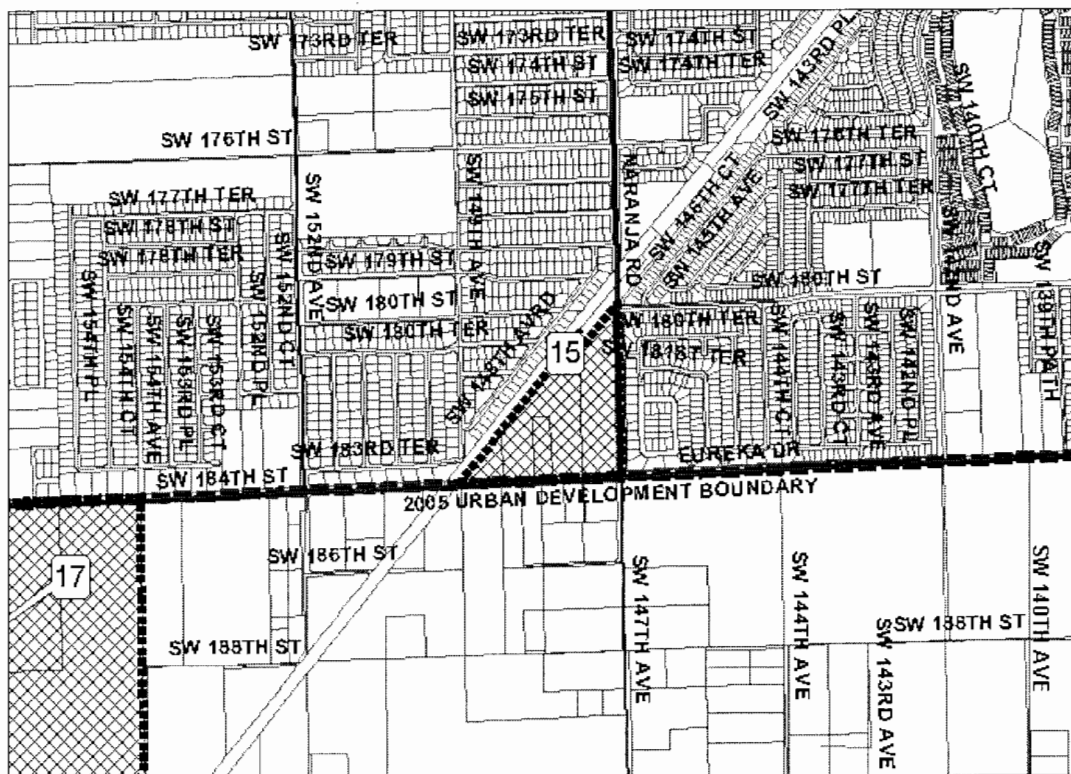 SW 173RD TER
SW 173RD TER
SW 174TH ST
SW 174TH ST
SW 174TH TER
SW 175TH ST
SW 143RD PL
SW 140TH CT
SW 176TH ST
SW 176TH TER
SW 177TH ST
SW 177TH TER
SW 149TH AVE
NARANJA RD
SW 146TH CT
SW 145TH AVE
SW 177TH TER
SW 178TH ST
SW 178TH TER
SW 152ND AVE
SW 152ND CT
SW 152ND PL
SW 179TH ST
SW 180TH ST
SW 180TH TER
SW 148TH AV RD
SW 180TH ST
SW 142ND AVE
SW 139TH PATH
SW 154TH PL
SW 154TH CT
SW 154TH AVE
SW 153RD PL
SW 153RD CT
15
SW 180TH TER
SW 181ST TER
SW 144TH CT
SW 143RD CT
SW 143RD AVE
SW 142ND PL
SW 183RD TER
EUREKA DR
SW 184TH ST
2005 URBAN DEVELOPMENT BOUNDARY
17
SW 186TH ST
SW 188TH ST
SW 147TH AVE
SW 144TH AVE
SW 143RD AVE
SW 188TH ST
SW 140TH AVE